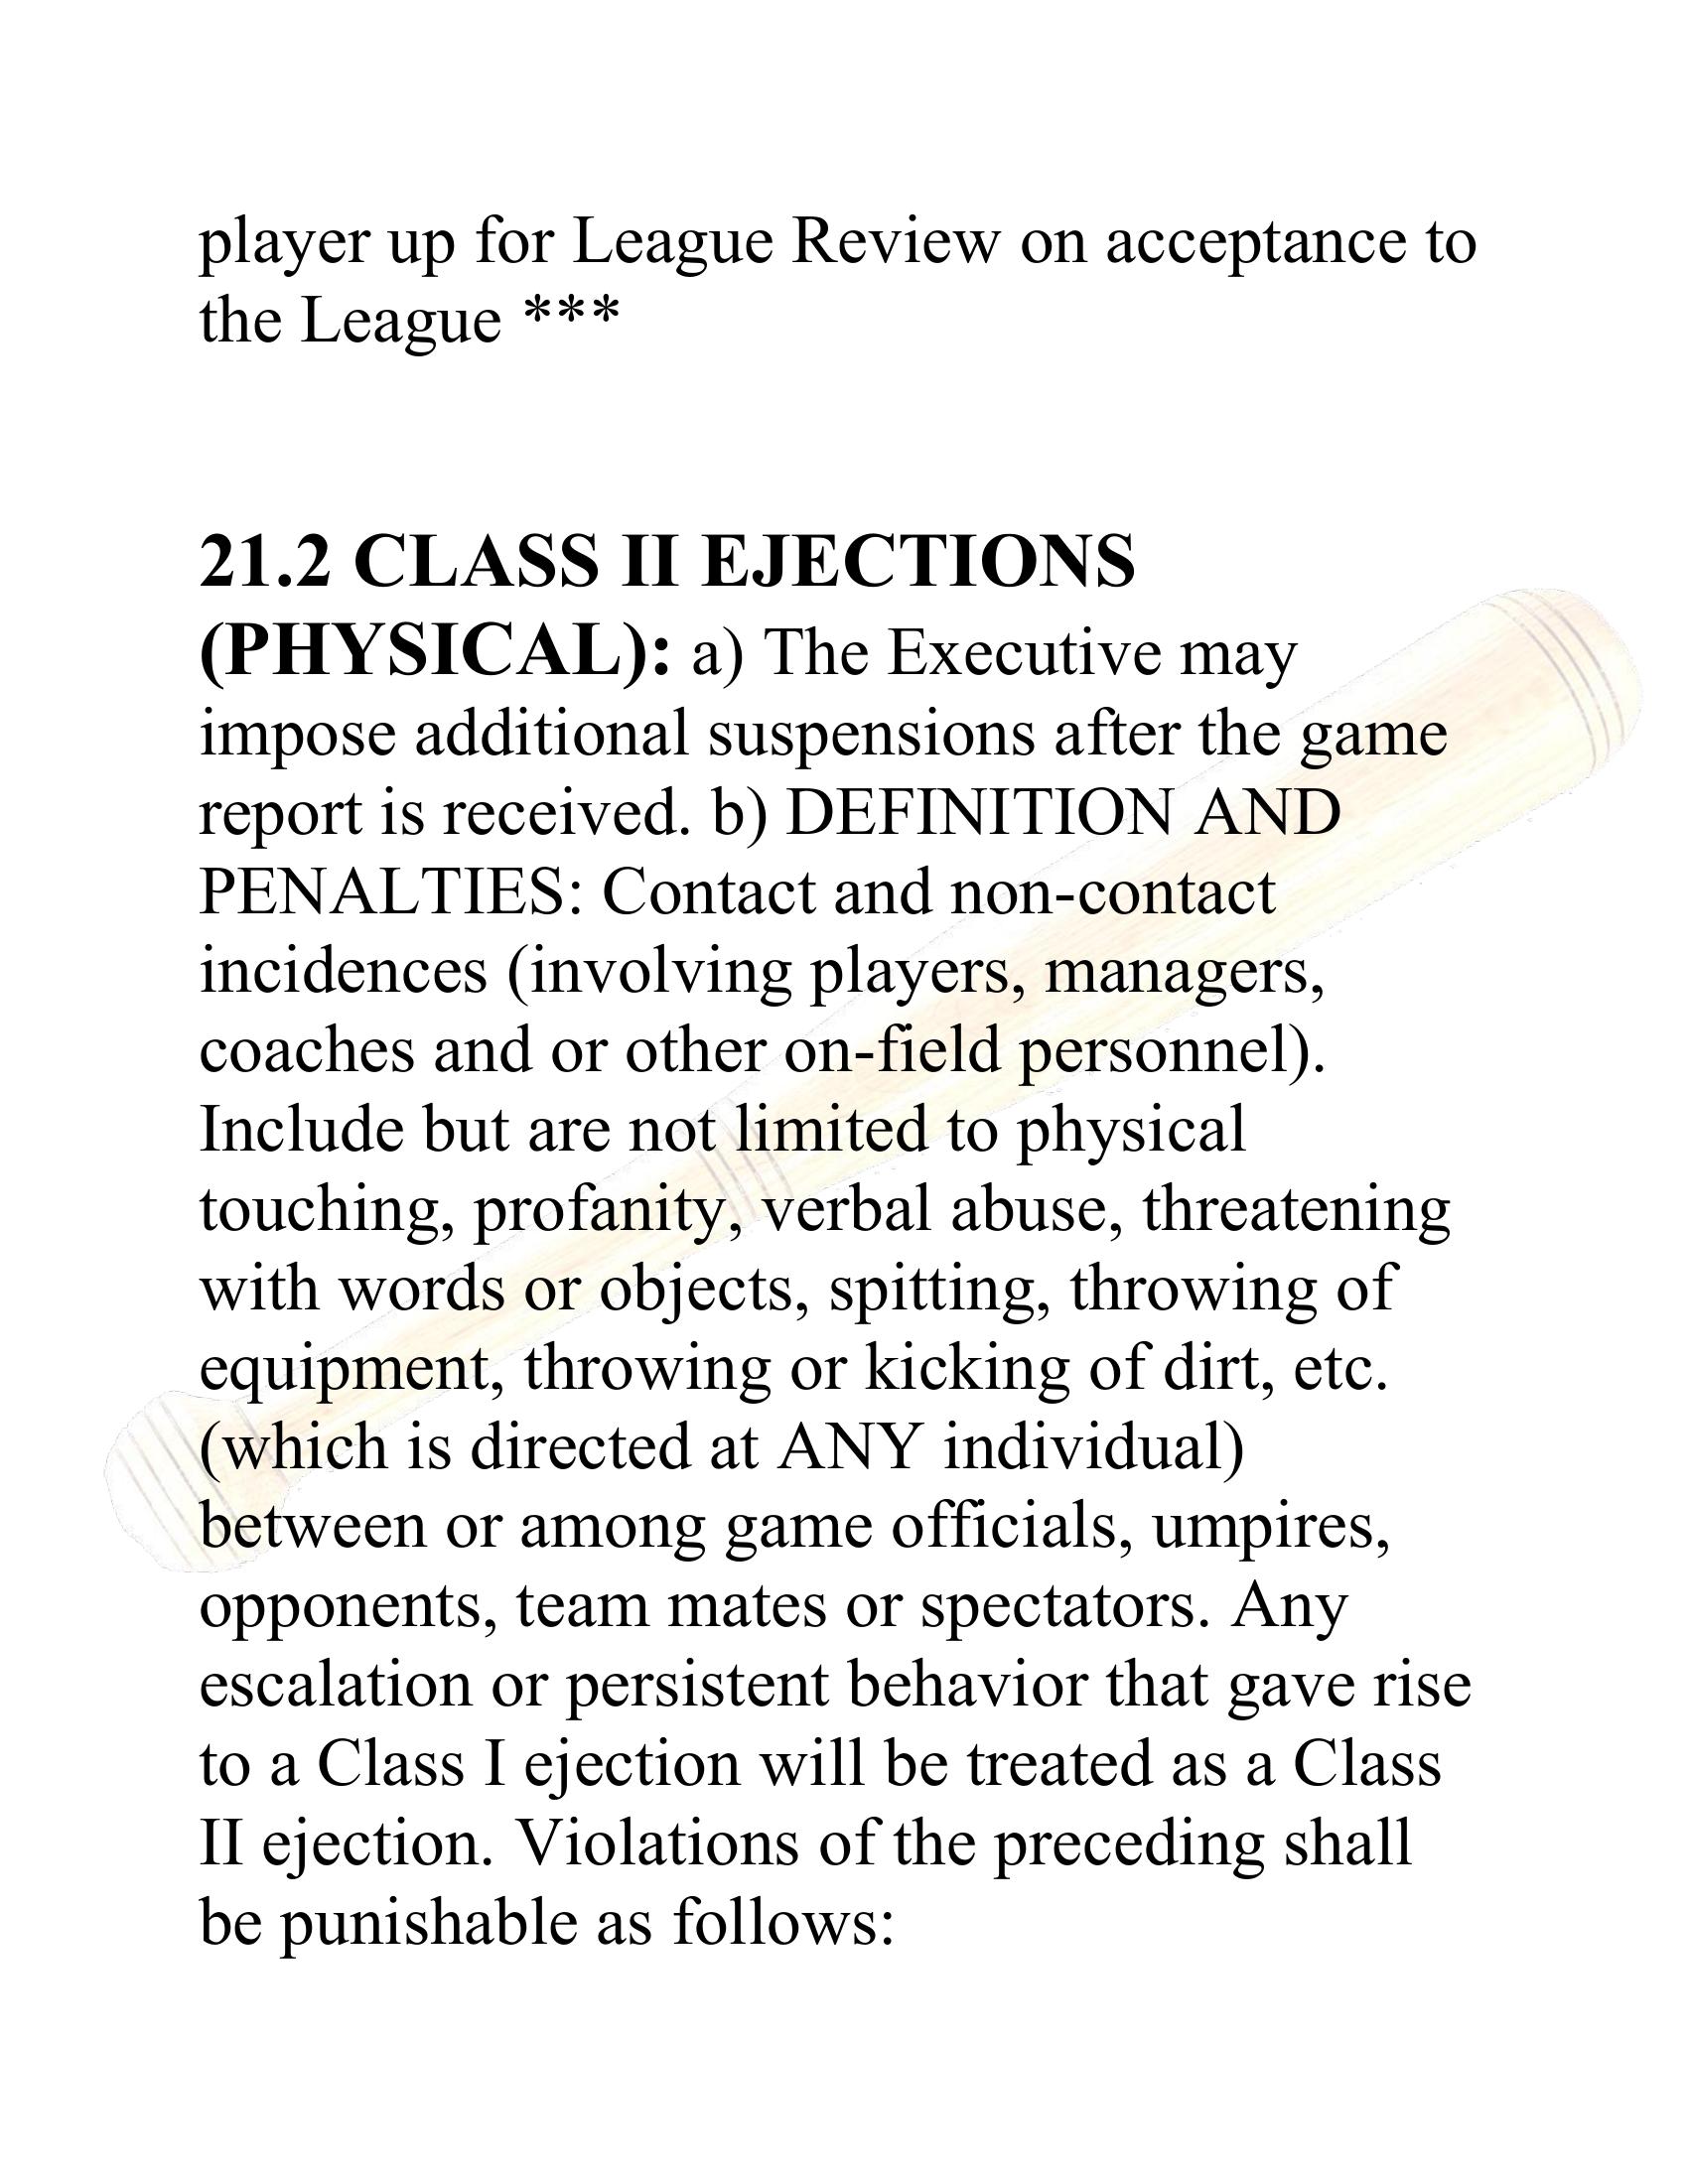 player up for League Review on acceptance to
the League ***
21.2 CLASS II EJECTIONS
(PHYSICAL): a) The Executive may
impose additional suspensions after the game
report is received. b) DEFINITION AND
PENALTIES: Contact and non-contact
incidences (involving players, managers,
coaches and or other on-field personnel).
Include but are not limited to physical
touching, profanity, verbal abuse, threatening
with words or objects, spitting, throwing of
equipment, throwing or kicking of dirt, etc.
(which is directed at ANY individual)
between or among game officials, umpires,
opponents, team mates or spectators. Any
escalation or persistent behavior that gave rise
to a Class I ejection will be treated as a Class
II ejection. Violations of the preceding shall
be punishable as follows: